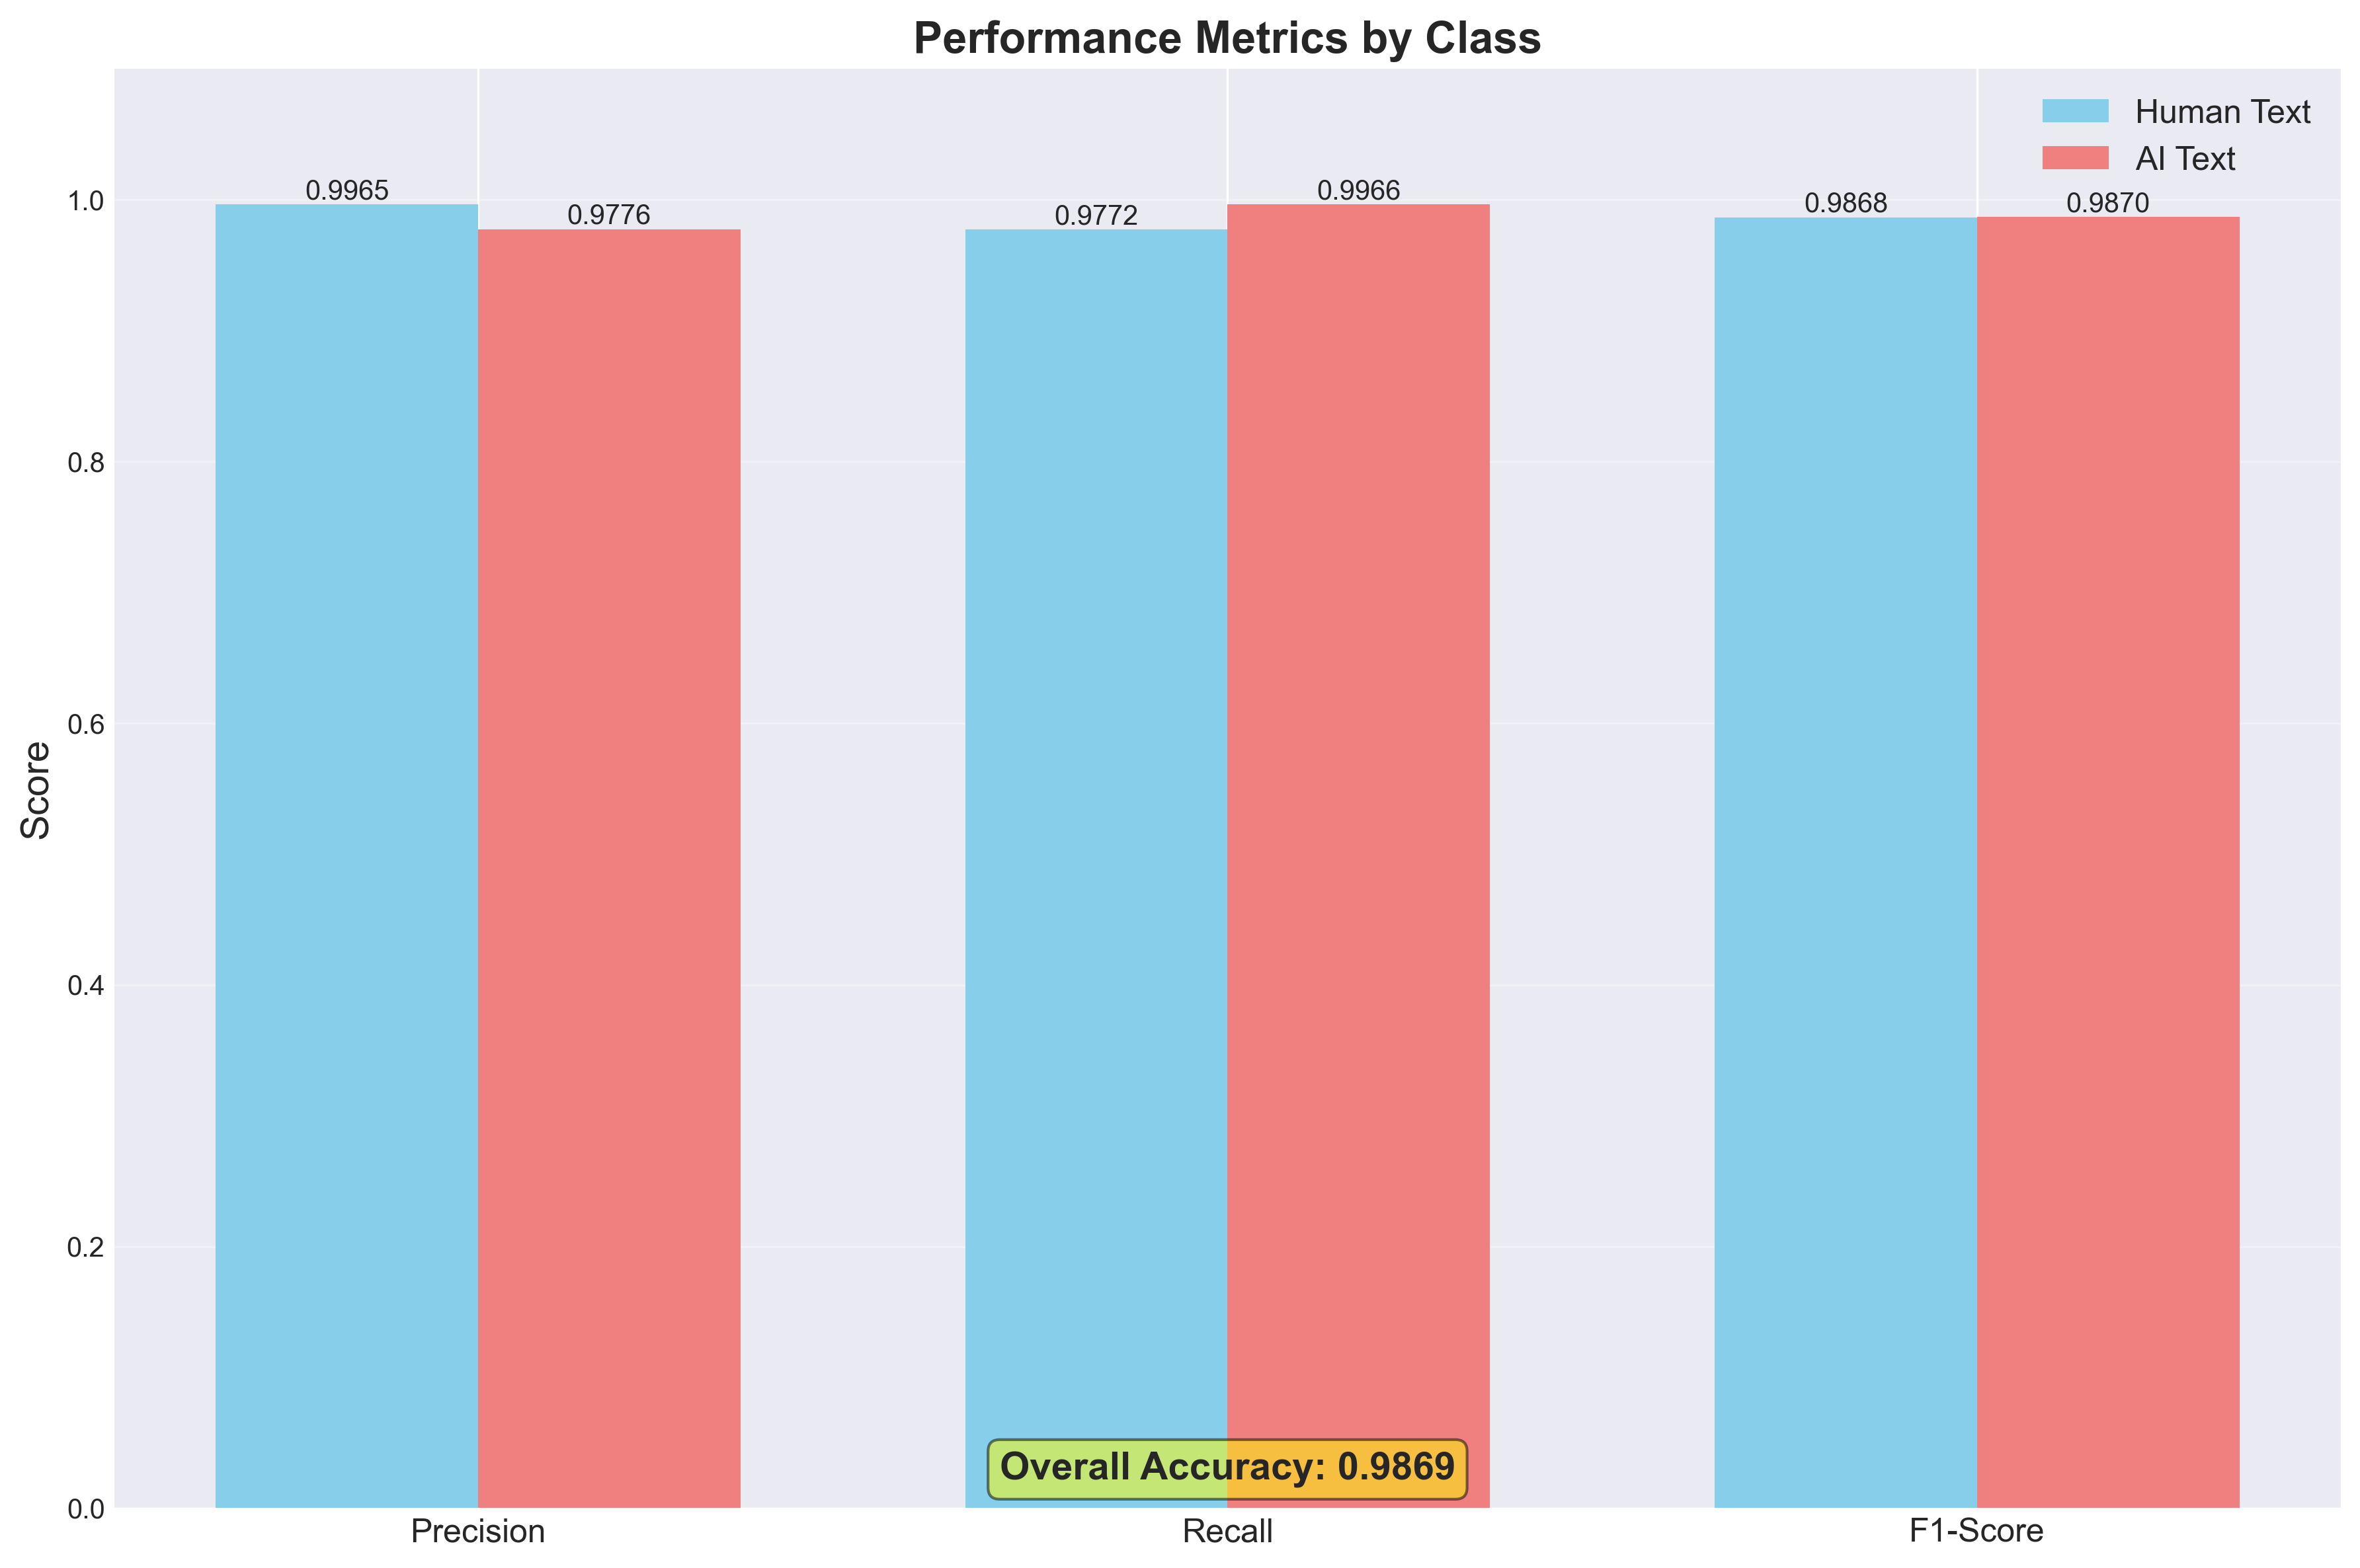 Performance Metrics by Class
Human Text
AI Text
0.9965
0.9776
0.9772
0.9966
0.9868
0.9870
1.0
0.8
0.6
0.4
0.2
0.0
Score
Overall Accuracy: 0.9869
Precision
Recall
F1-Score